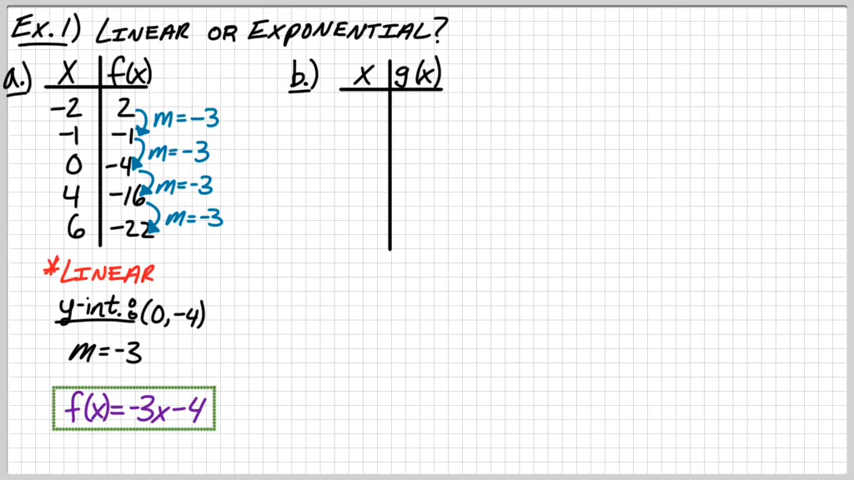 Ex. 1) LINEAR OR EXPONENTIAL?
a.) x f(x)
-2 2
m = -3
-1 -1
m = -3
0 -4
m = -3
4 -16
m = -3
6 -22
*LINEAR
y-int.: (0, -4)
m = -3
f(x) = -3x - 4
b.) x g(x)